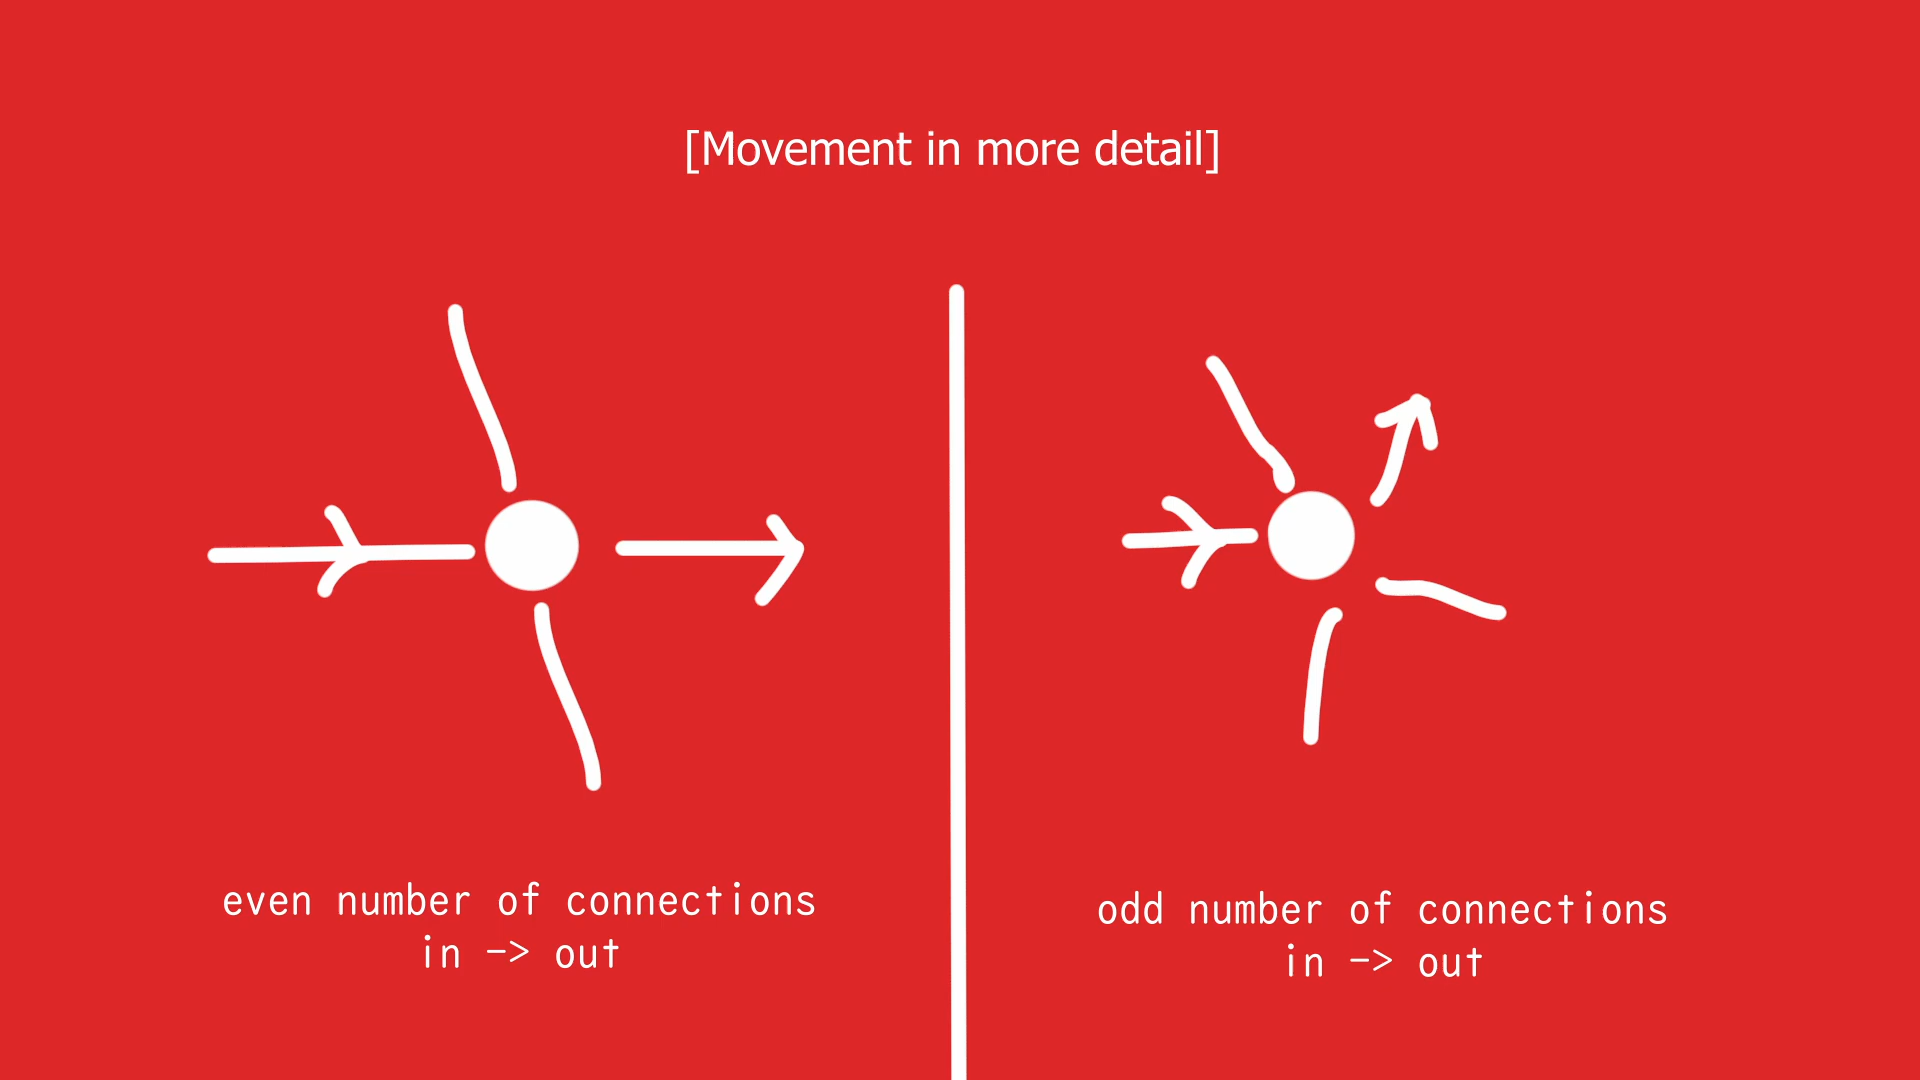 [Movement in more detail]
even number of connections
in -> out
odd number of connections
in -> out